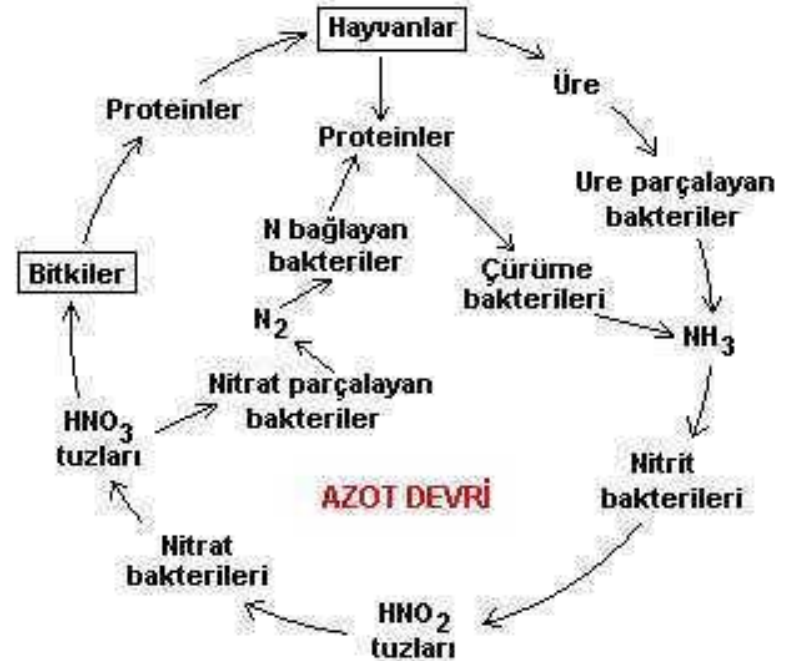 Hayvanlar
Üre
Proteinler
Proteinler
Ure parçalayan
bakteriler
N bağlayan
bakteriler
Bitkiler
Çürüme
bakterileri
N2
NH3
Nitrat parçalayan
bakteriler
HNO3
tuzları
Nitrit
bakterileri
AZOT DEVRİ
Nitrat
bakterileri
HNO2
tuzları